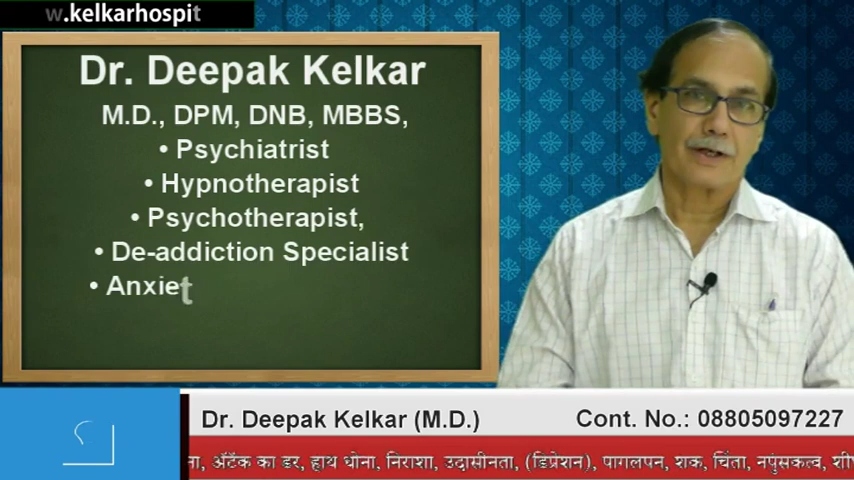 w.kelkarhospit
Dr. Deepak Kelkar
M.D., DPM, DNB, MBBS,
• Psychiatrist
• Hypnotherapist
• Psychotherapist,
• De-addiction Specialist
• Anxiet
Dr. Deepak Kelkar (M.D.)
Cont. No.: 08805097227
ना, अ‍ॅटॅक का डर, हाथ धोना, निराशा, उदासीनता, (डिप्रेशन), पागलपन, शक, चिंता, नपुंसकत्व, शीघ